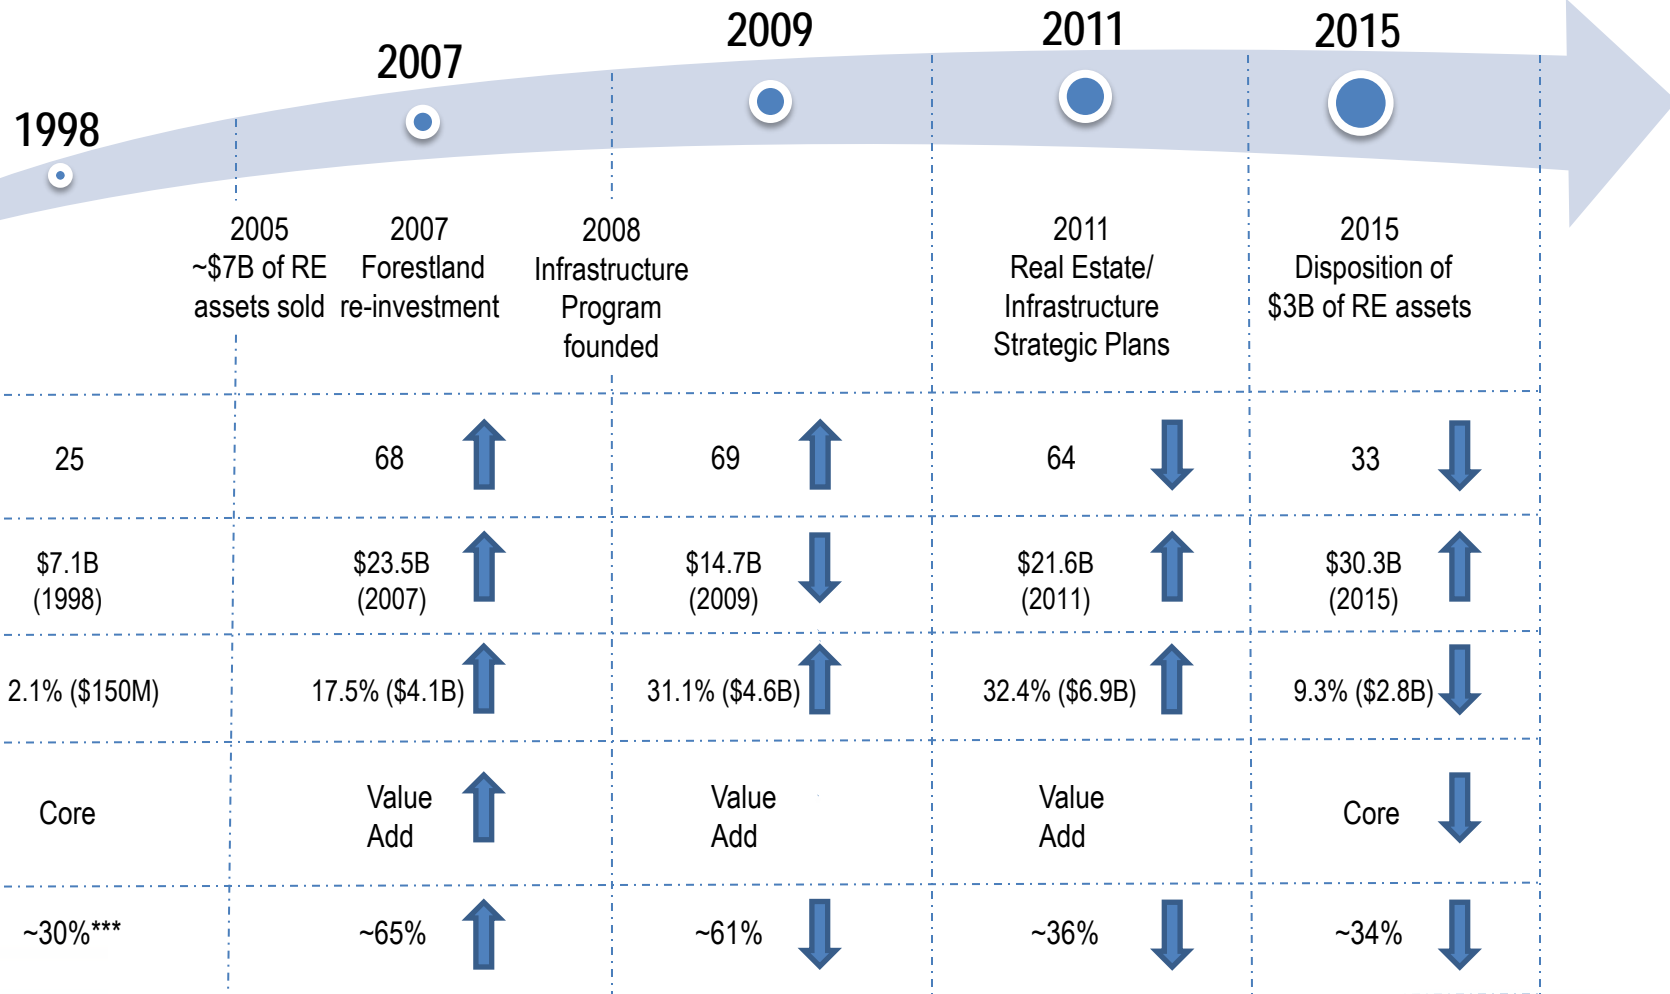 1998
2007
2009
2011
2015
2005
~$7B of RE
assets sold
2007
Forestland
re-investment
2008
Infrastructure
Program
founded
2011
Real Estate/
Infrastructure
Strategic Plans
2015
Disposition of
$3B of RE assets
25
68
69
64
33
$7.1B
(1998)
$23.5B
(2007)
$14.7B
(2009)
$21.6B
(2011)
$30.3B
(2015)
2.1% ($150M)
17.5% ($4.1B)
31.1% ($4.6B)
32.4% ($6.9B)
9.3% ($2.8B)
Core
Value
Add
Value
Add
Value
Add
Core
~30%***
~65%
~61%
~36%
~34%